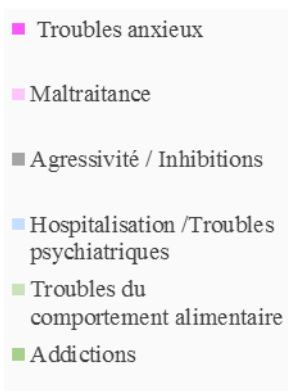 Troubles anxieux
Maltraitance
Agressivité / Inhibitions
Hospitalisation /Troubles
psychiatriques
Troubles du
comportement alimentaire
Addictions